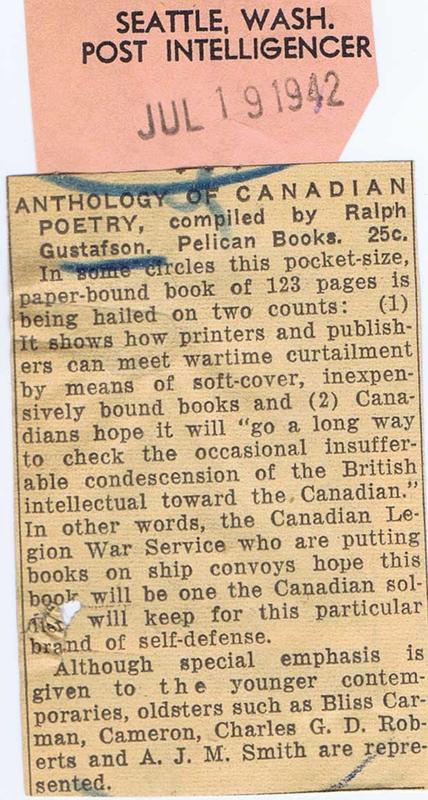 SEATTLE, WASH.
POST INTELLIGENCER
JUL 19 1942
ANTHOLOGY OF CANADIAN
POETRY, compiled by Ralph
Gustafson. Pelican Books. 25c.
In some circles this pocket-size,
paper-bound book of 123 pages is
being hailed on two counts: (1)
It shows how printers and publish-
ers can meet wartime curtailment
by means of soft-cover, inexpen-
sively bound books and (2) Cana-
dians hope it will "go a long way
to check the occasional insuffer-
able condescension of the British
intellectual toward the Canadian."
In other words, the Canadian Le-
gion War Service who are putting
books on ship convoys hope this
book will be one the Canadian sol-
will keep for this particular
brand of self-defense.
Although special emphasis is
given to the younger contem-
poraries, oldsters such as Bliss Car-
man, Cameron, Charles G. D. Rob-
erts and A. J. M. Smith are repre-
sented.